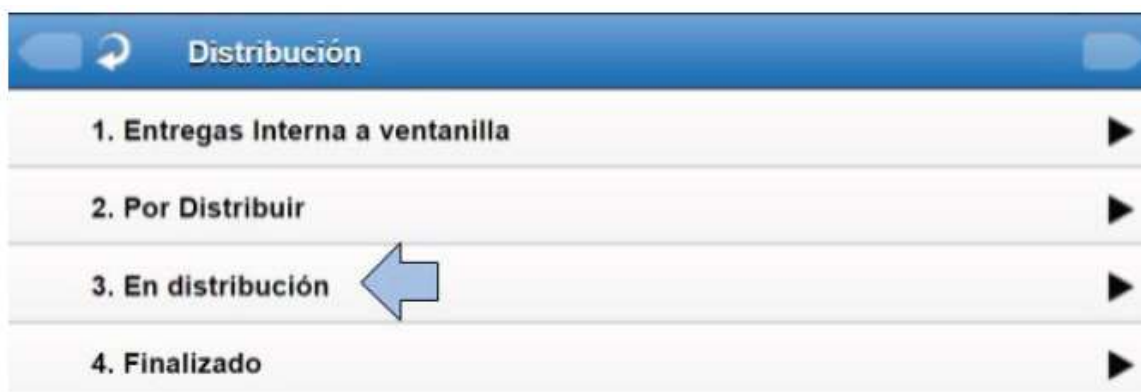 Distribución
1. Entregas Interna a ventanilla
2. Por Distribuir
3. En distribución
4. Finalizado